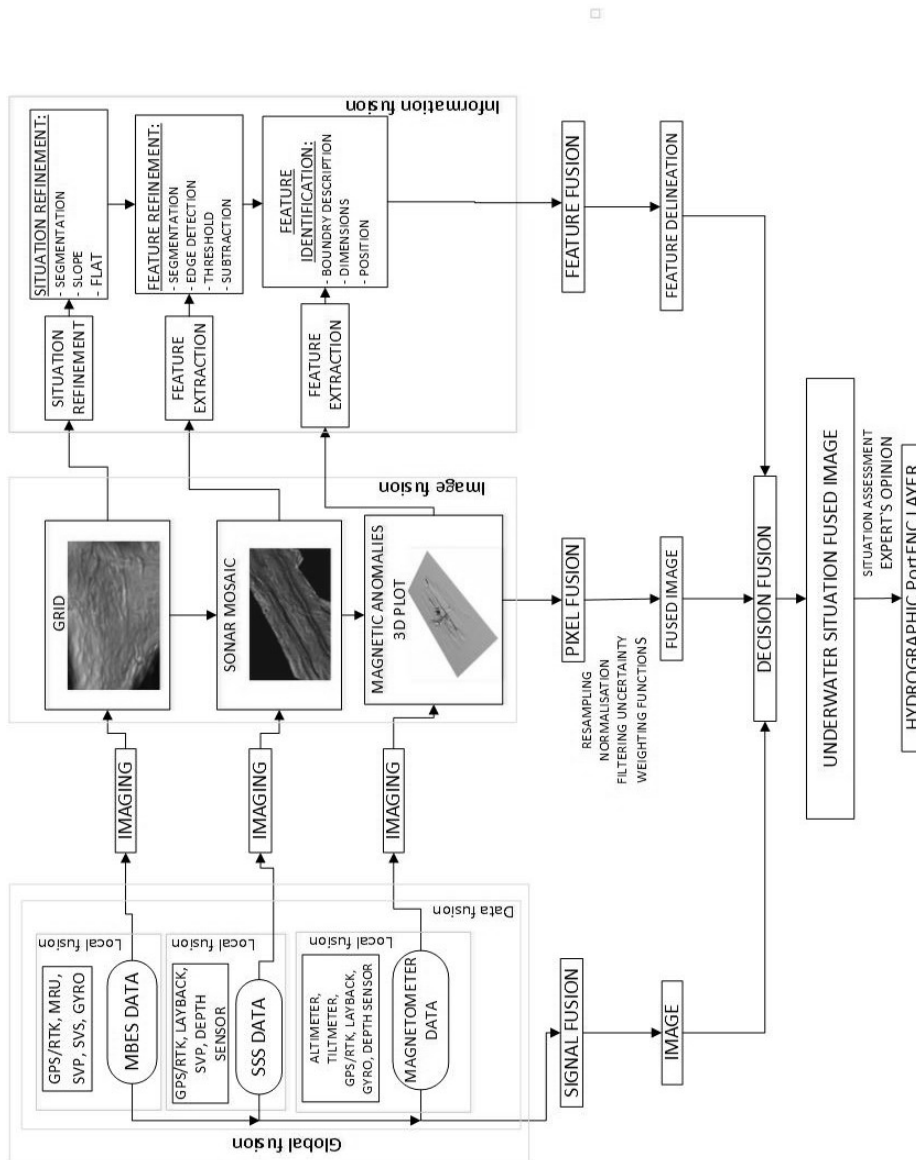 Global fusion
Data fusion
Local fusion
GPS/RTK, MRU,
SVP, SVS, GYRO
MBES DATA
Local fusion
GPS/RTK, LAYBACK,
SVP, DEPTH
SENSOR
SSS DATA
Local fusion
ALTIMETER,
TILTMETER,
GPS/RTK, LAYBACK,
GYRO, DEPTH SENSOR
MAGNETOMETER
DATA
IMAGING
IMAGING
IMAGING
Image fusion
GRID
SONAR MOSAIC
MAGNETIC ANOMALIES
3D PLOT
SITUATION
REFINEMENT
FEATURE
EXTRACTION
FEATURE
EXTRACTION
Information fusion
SITUATION REFINEMENT:
- SEGMENTATION
- SLOPE
- FLAT
FEATURE REFINEMENT:
- SEGMENTATION
- EDGE DETECTION
- THRESHOLD
- SUBTRACTION
FEATURE
IDENTIFICATION:
- BOUNDRY DESCRIPTION
- DIMENSIONS
- POSITION
SIGNAL FUSION
IMAGE
PIXEL FUSION
RESAMPLING
NORMALISATION
FILTERING UNCERTAINTY
WEIGHTING FUNCTIONS
FUSED IMAGE
FEATURE FUSION
FEATURE DELINEATION
DECISION FUSION
UNDERWATER SITUATION FUSED IMAGE
SITUATION ASSESSMENT
EXPERT'S OPINION
HYDROGRAPHIC PortENC LAYER